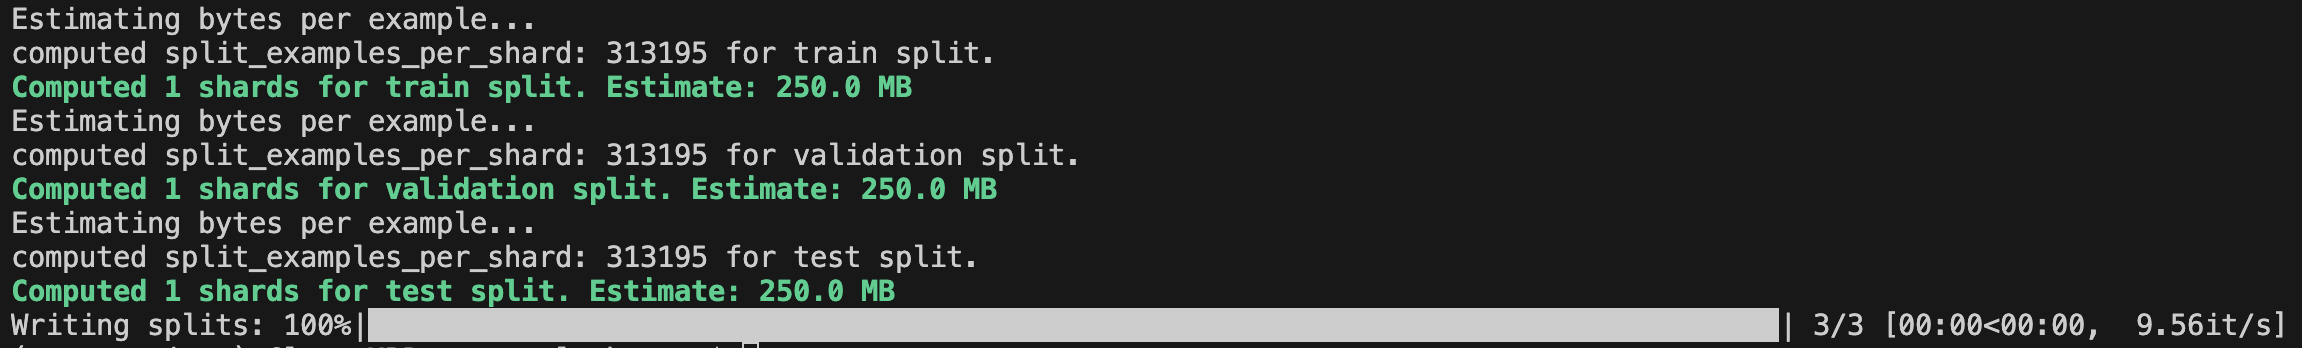 Estimating bytes per example...
computed split_examples_per_shard: 313195 for train split.
Computed 1 shards for train split. Estimate: 250.0 MB
Estimating bytes per example...
computed split_examples_per_shard: 313195 for validation split.
Computed 1 shards for validation split. Estimate: 250.0 MB
Estimating bytes per example...
computed split_examples_per_shard: 313195 for test split.
Computed 1 shards for test split. Estimate: 250.0 MB
Writing splits: 100%|| 3/3 [00:00<00:00,  9.56it/s]